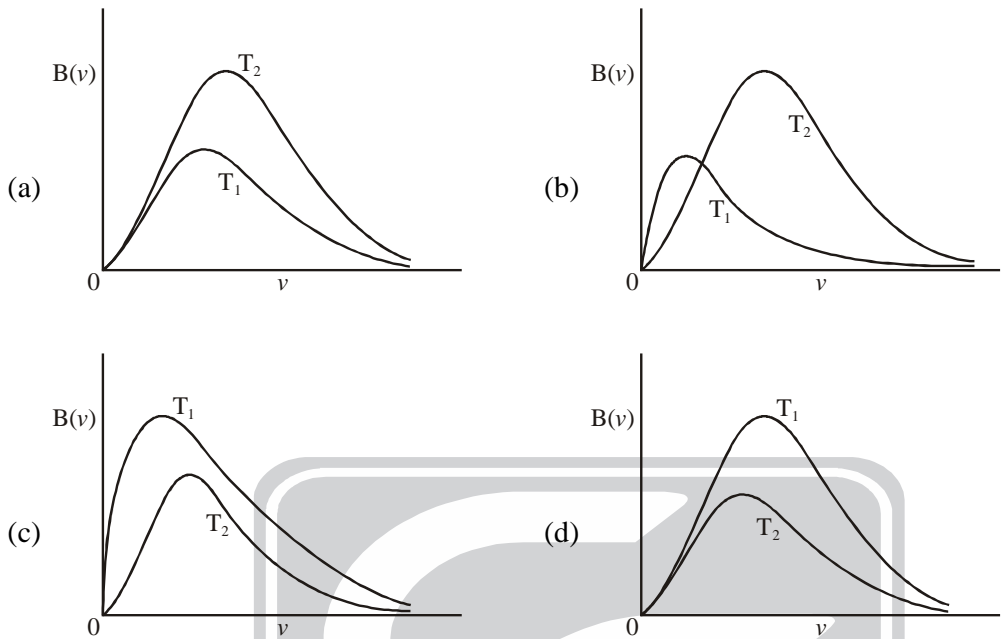 B(ν) T₂
(a) T₁
0 ν
B(ν) T₂
(b) T₁
0 ν
B(ν) T₁
(c) T₂
0 ν
B(ν) T₁
(d) T₂
0 ν